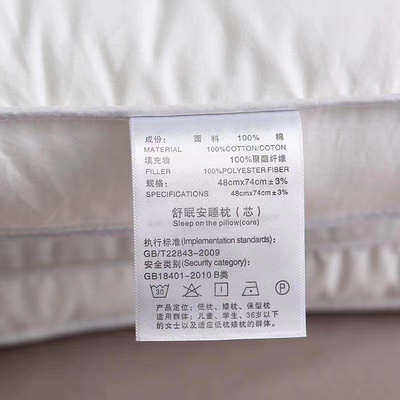 成份: 面 料 100% 棉
MATERIAL 100%COTTON/COTON
填充物 100%聚酯纤维
FILLER 100%POLYESTER FIBER
规格: 48cmx74cm±3%
SPECIFICATIONS 48cmx74cm±3%
舒眠安睡枕(芯)
Sleep on the pillow(core)
执行标准(Implementation standards):
GB/T22843-2009
安全类别(Security category):
GB18401-2010 B类
30 P
产品定位: 低枕, 矮枕, 保型枕
适用群体: 儿童、学生、36岁以下
的女士以及适应低枕矮枕的群体。